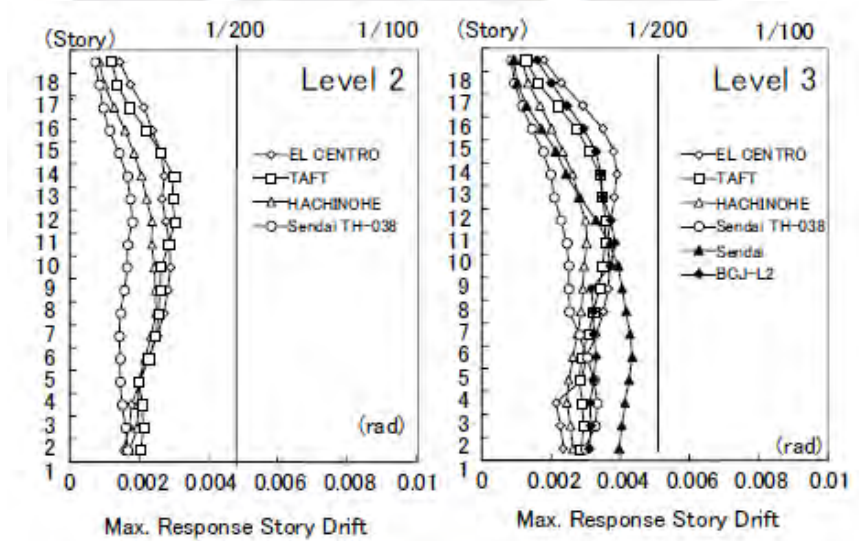 (Story) 1/200 1/100
Level 2
18
17
16
15
14
13
12
11
10
9
8
7
6
5
4
3
2
1
EL CENTRO
TAFT
HACHINOHE
Sendai TH-038
(rad)
0 0.002 0.004 0.006 0.008 0.01
Max. Response Story Drift
(Story) 1/200 1/100
Level 3
18
17
16
15
14
13
12
11
10
9
8
7
6
5
4
3
2
1
EL CENTRO
TAFT
HACHINOHE
Sendai TH-038
Sendai
BCJ-L2
(rad)
0 0.002 0.004 0.006 0.008 0.01
Max. Response Story Drift